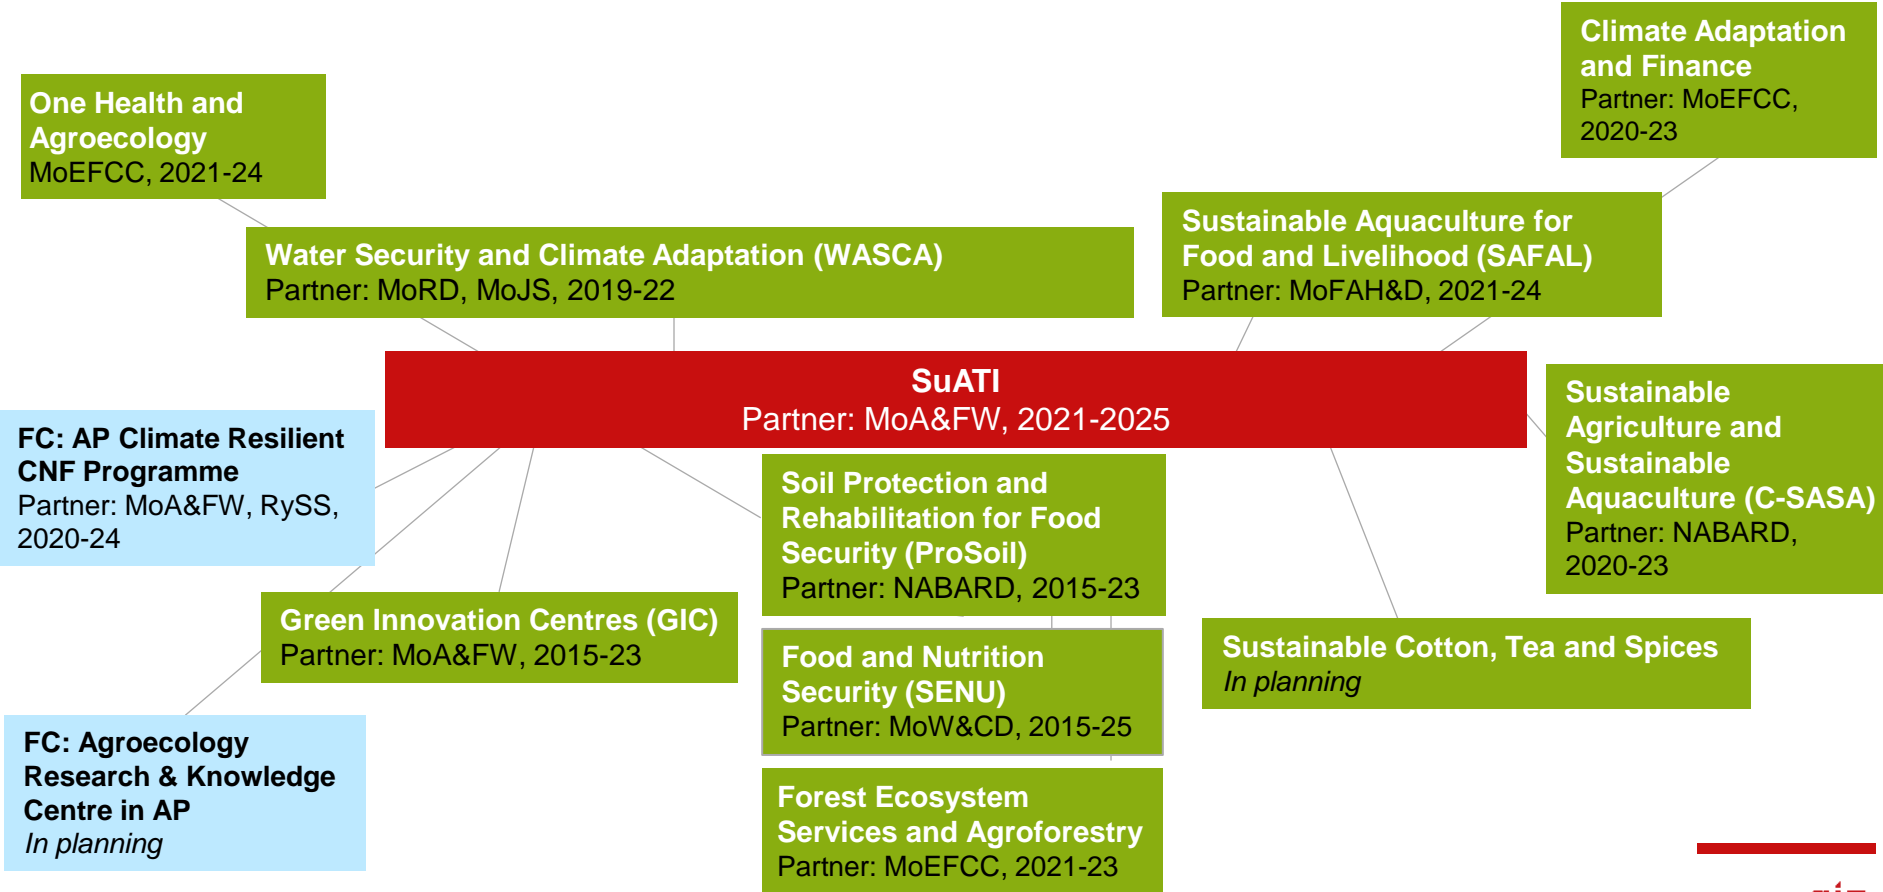 Climate Adaptation
and Finance
Partner: MoEFCC,
2020-23
One Health and
Agroecology
MoEFCC, 2021-24
Sustainable Aquaculture for
Food and Livelihood (SAFAL)
Partner: MoFAH&D, 2021-24
Water Security and Climate Adaptation (WASCA)
Partner: MoRD, MoJS, 2019-22
SuATI
Partner: MoA&FW, 2021-2025
Sustainable
Agriculture and
Sustainable
Aquaculture (C-SASA)
Partner: NABARD,
2020-23
FC: AP Climate Resilient
CNF Programme
Partner: MoA&FW, RySS,
2020-24
Soil Protection and
Rehabilitation for Food
Security (ProSoil)
Partner: NABARD, 2015-23
Green Innovation Centres (GIC)
Partner: MoA&FW, 2015-23
Food and Nutrition
Security (SENU)
Partner: MoW&CD, 2015-25
Sustainable Cotton, Tea and Spices
In planning
FC: Agroecology
Research & Knowledge
Centre in AP
In planning
Forest Ecosystem
Services and Agroforestry
Partner: MoEFCC, 2021-23